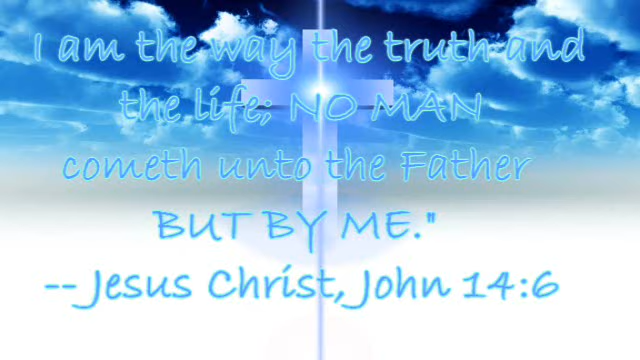 I am the way the truth and
the life; NO MAN
cometh unto the Father
BUT BY ME."
-- Jesus Christ, John 14:6